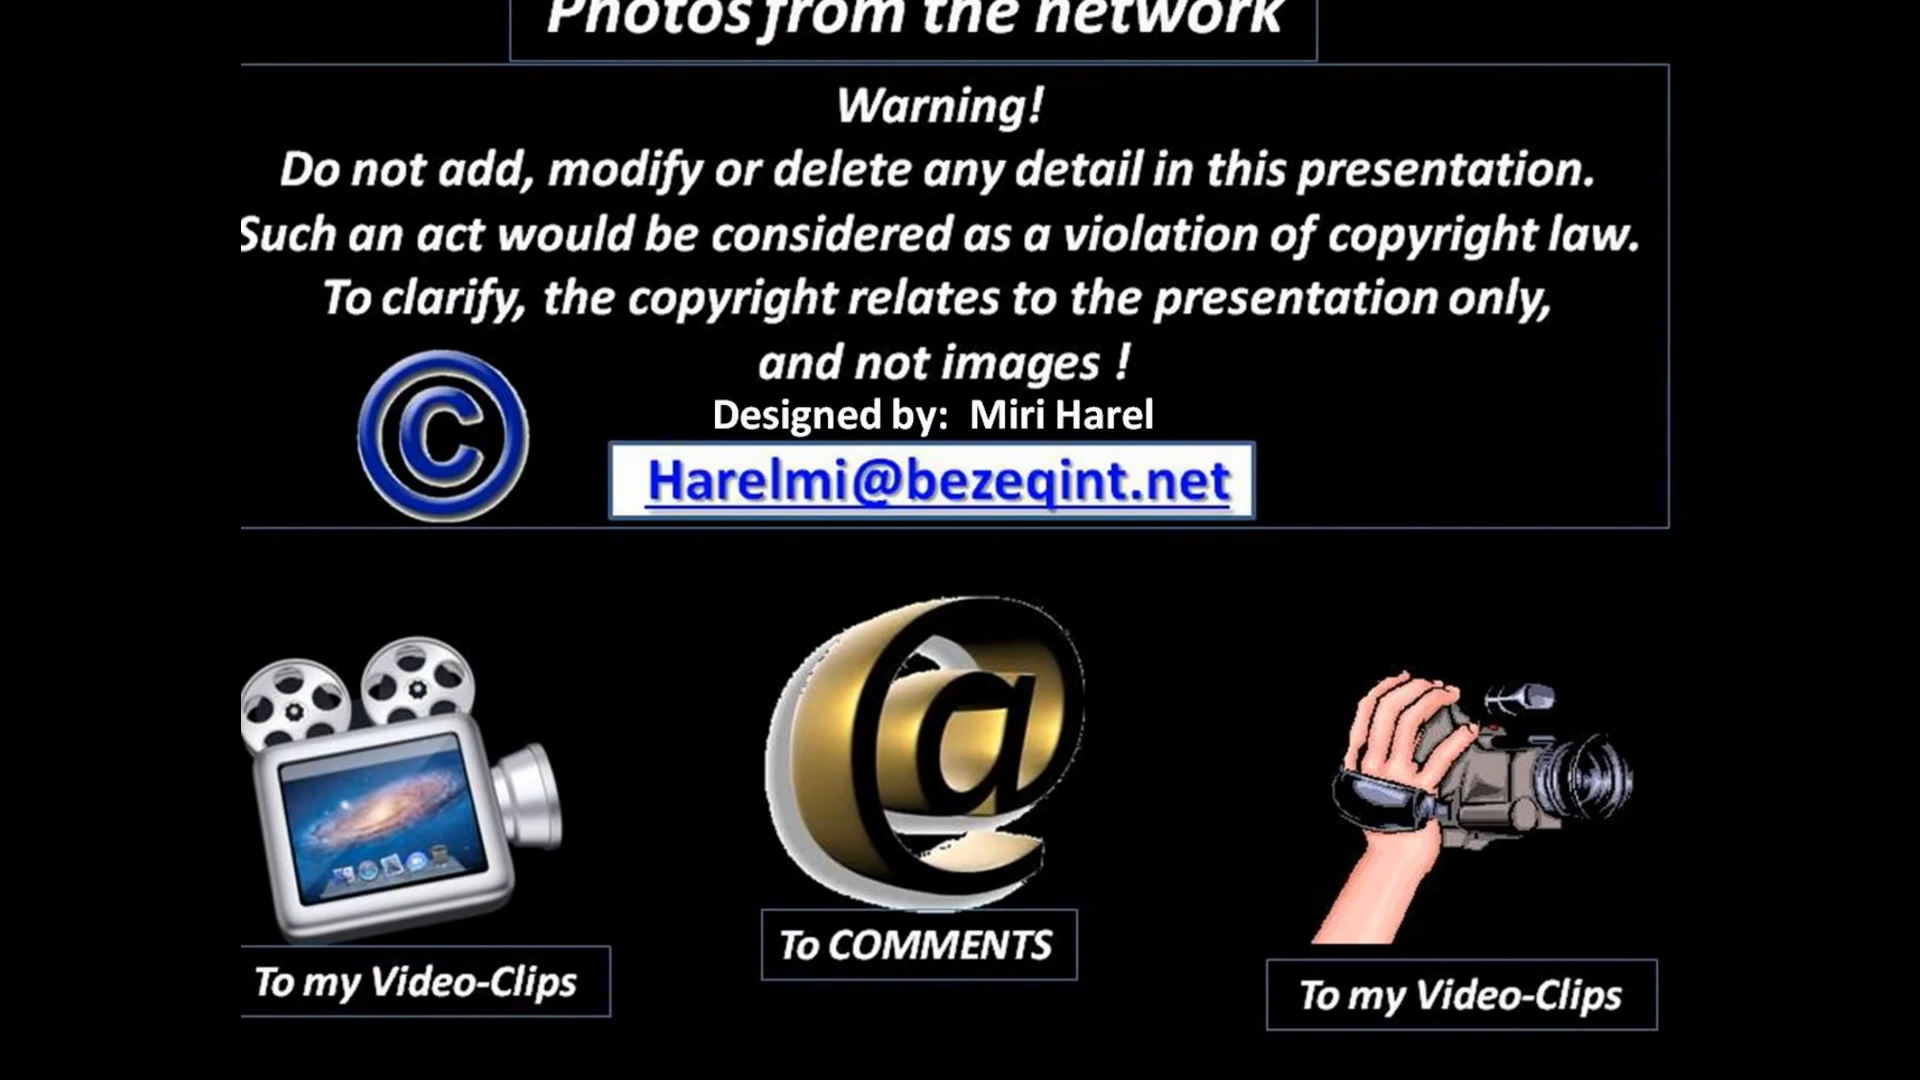 Photos from the network
Warning!
Do not add, modify or delete any detail in this presentation.
Such an act would be considered as a violation of copyright law.
To clarify, the copyright relates to the presentation only,
and not images !
©
Designed by: Miri Harel
Harelmi@bezeqint.net
@
To my Video-Clips
To COMMENTS
To my Video-Clips